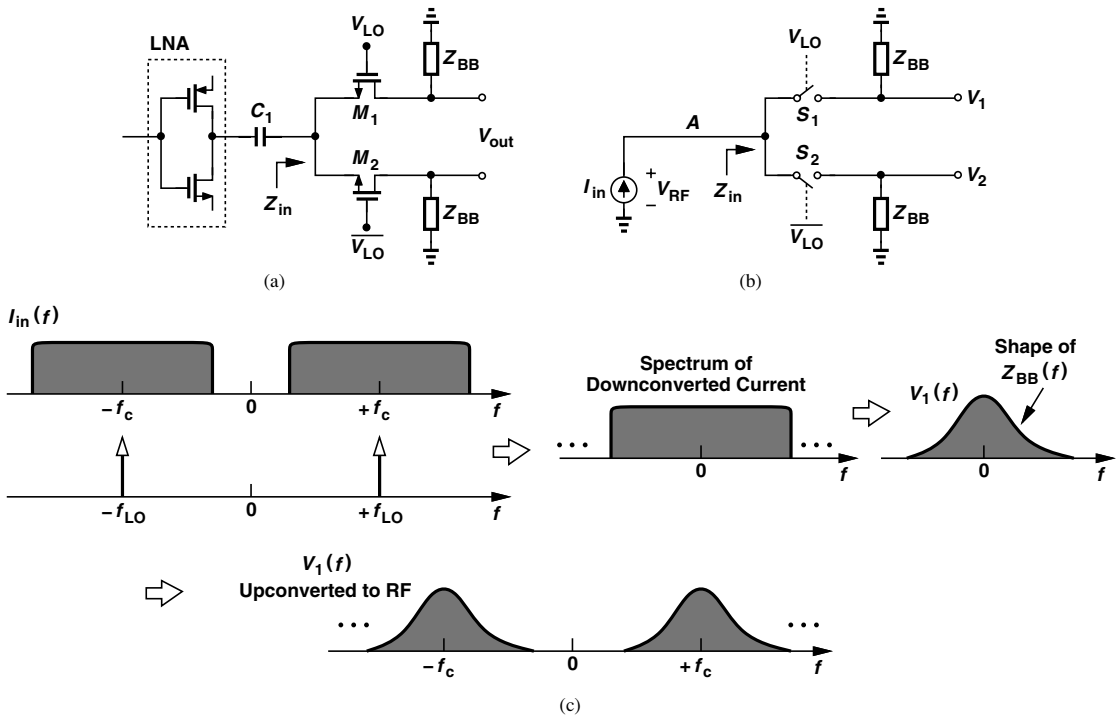 LNA
V_LO
Z_BB
C_1
M_1
V_out
M_2
Z_in
Z_BB
V_LO
(a)
V_LO
Z_BB
A
S_1
V_1
S_2
I_in
+
V_RF
−
Z_in
V_2
Z_BB
V_LO
(b)
I_in(f)
−f_c 0 +f_c f
−f_LO 0 +f_LO f
Spectrum of
Downconverted Current
0 f
V_1(f)
Shape of
Z_BB(f)
0 f
V_1(f)
Upconverted to RF
−f_c 0 +f_c f
(c)